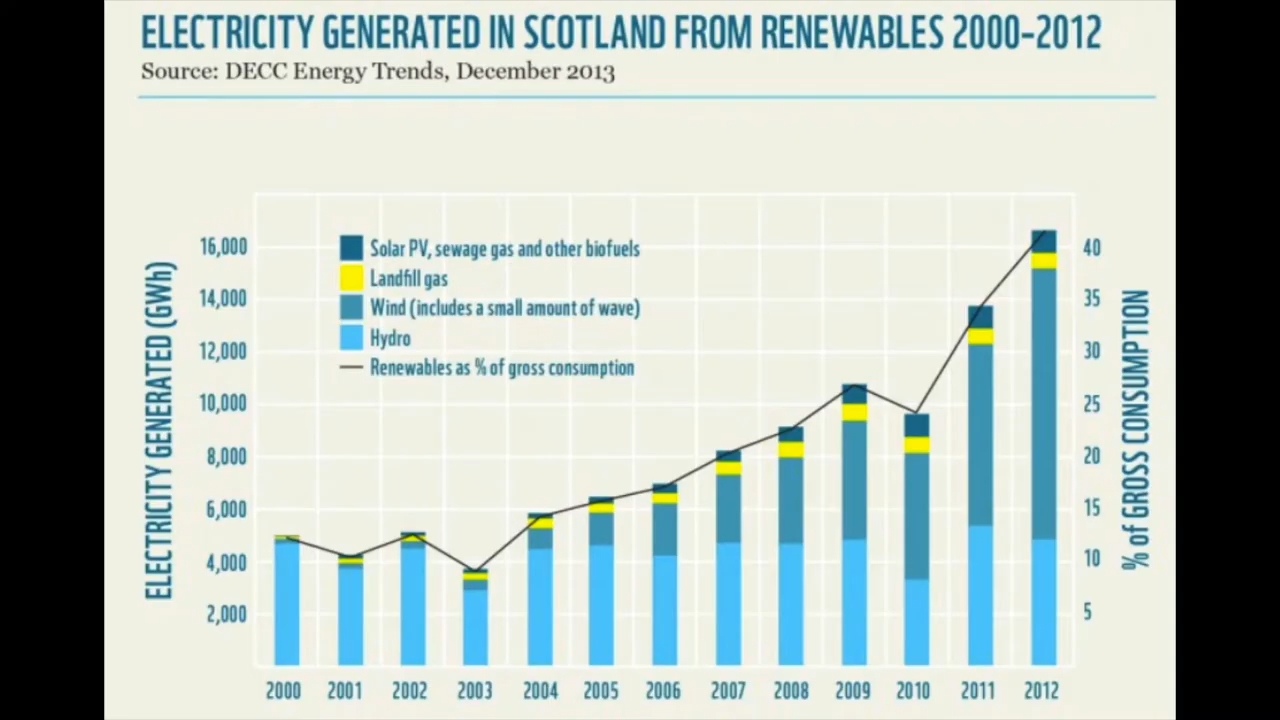 ELECTRICITY GENERATED IN SCOTLAND FROM RENEWABLES 2000-2012
Source: DECC Energy Trends, December 2013
ELECTRICITY GENERATED (GWh)
16,000
14,000
12,000
10,000
8,000
6,000
4,000
2,000
Solar PV, sewage gas and other biofuels
Landfill gas
Wind (includes a small amount of wave)
Hydro
Renewables as % of gross consumption
40
35
30
25
20
15
10
5
% of GROSS CONSUMPTION
2000 2001 2002 2003 2004 2005 2006 2007 2008 2009 2010 2011 2012